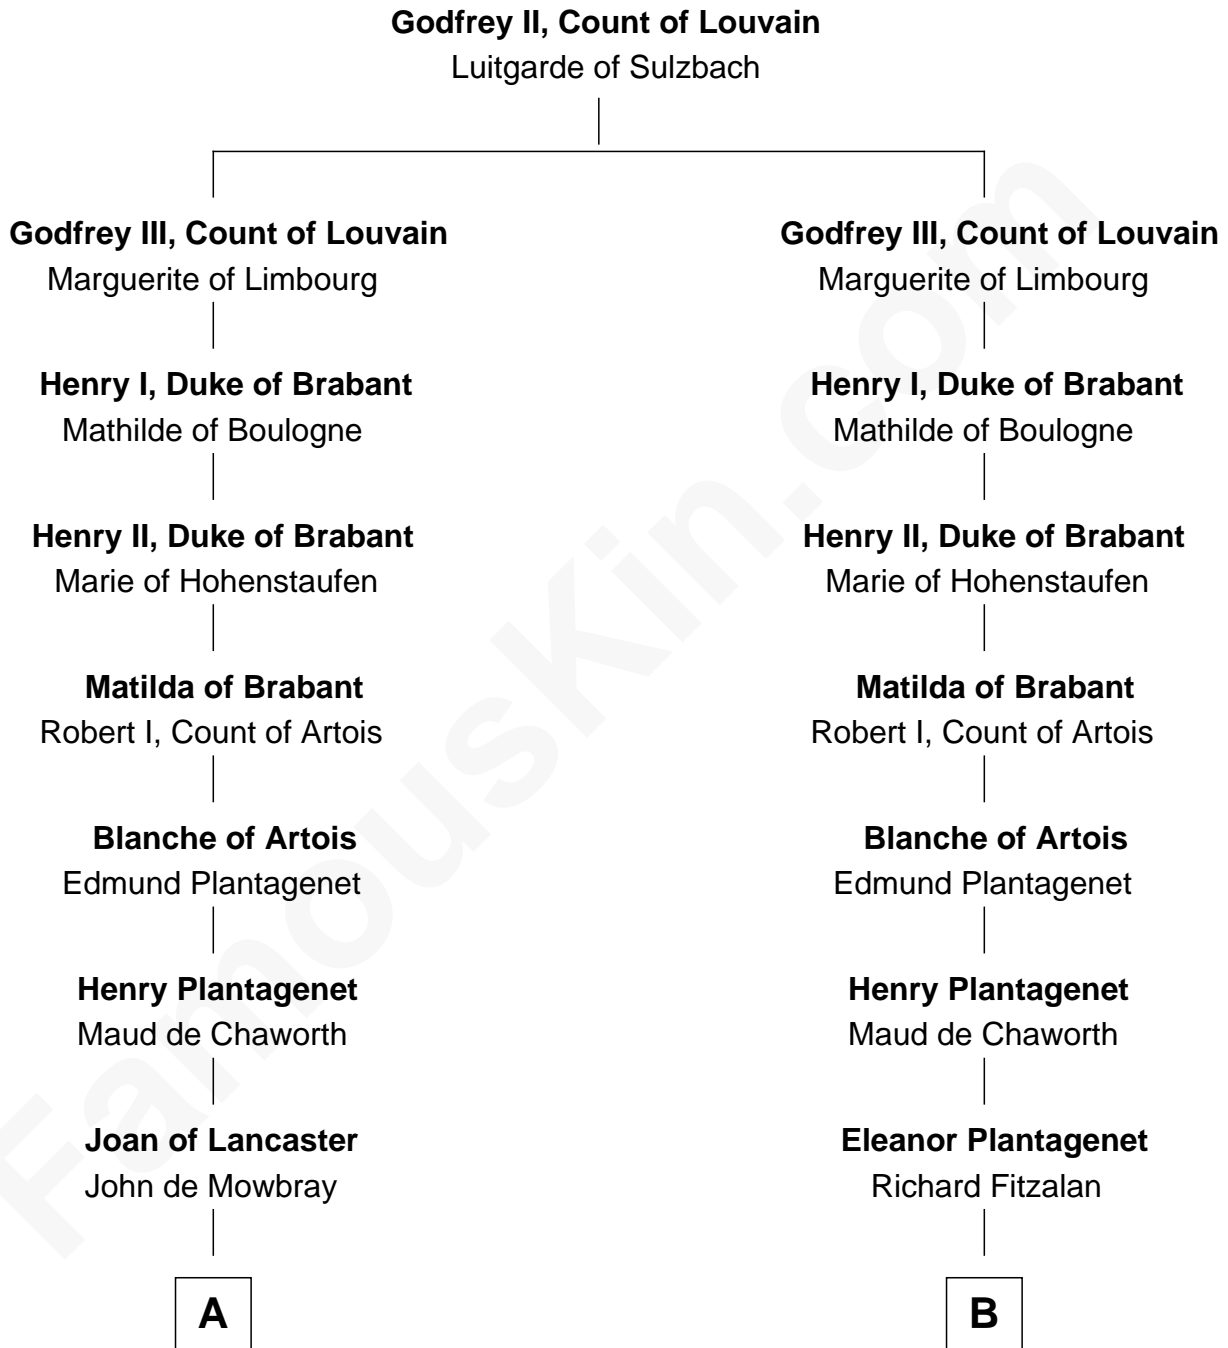 Godfrey II, Count of Louvain
Luitgarde of Sulzbach
Godfrey III, Count of Louvain
Marguerite of Limbourg
Henry I, Duke of Brabant
Mathilde of Boulogne
Henry II, Duke of Brabant
Marie of Hohenstaufen
Matilda of Brabant
Robert I, Count of Artois
Blanche of Artois
Edmund Plantagenet
Henry Plantagenet
Maud de Chaworth
Joan of Lancaster
John de Mowbray
A
Godfrey III, Count of Louvain
Marguerite of Limbourg
Henry I, Duke of Brabant
Mathilde of Boulogne
Henry II, Duke of Brabant
Marie of Hohenstaufen
Matilda of Brabant
Robert I, Count of Artois
Blanche of Artois
Edmund Plantagenet
Henry Plantagenet
Maud de Chaworth
Eleanor Plantagenet
Richard Fitzalan
B
FamousKin.com